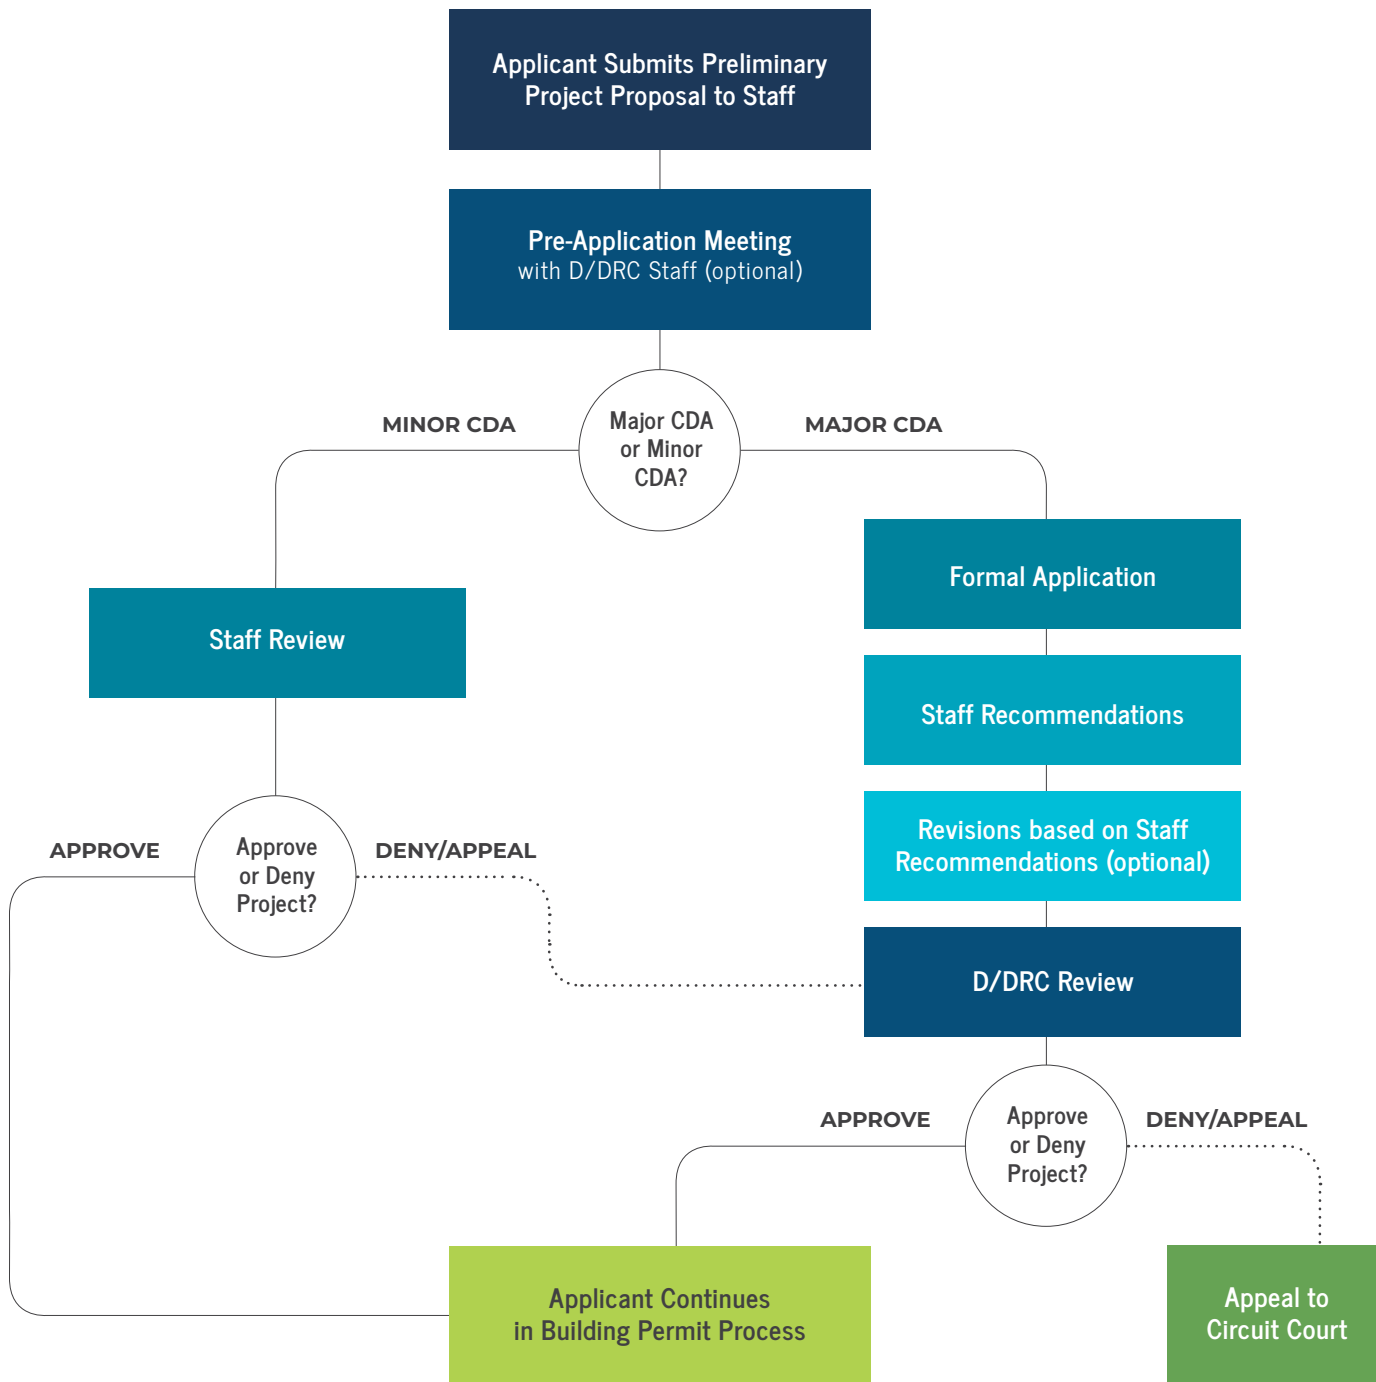 Applicant Submits Preliminary
Project Proposal to Staff
Pre-Application Meeting
with D/DRC Staff (optional)
MINOR CDA
Major CDA
or Minor
CDA?
MAJOR CDA
Formal Application
Staff Review
Staff Recommendations
Revisions based on Staff
Recommendations (optional)
APPROVE
Approve
or Deny
Project?
DENY/APPEAL
D/DRC Review
APPROVE
Approve
or Deny
Project?
DENY/APPEAL
Applicant Continues
in Building Permit Process
Appeal to
Circuit Court